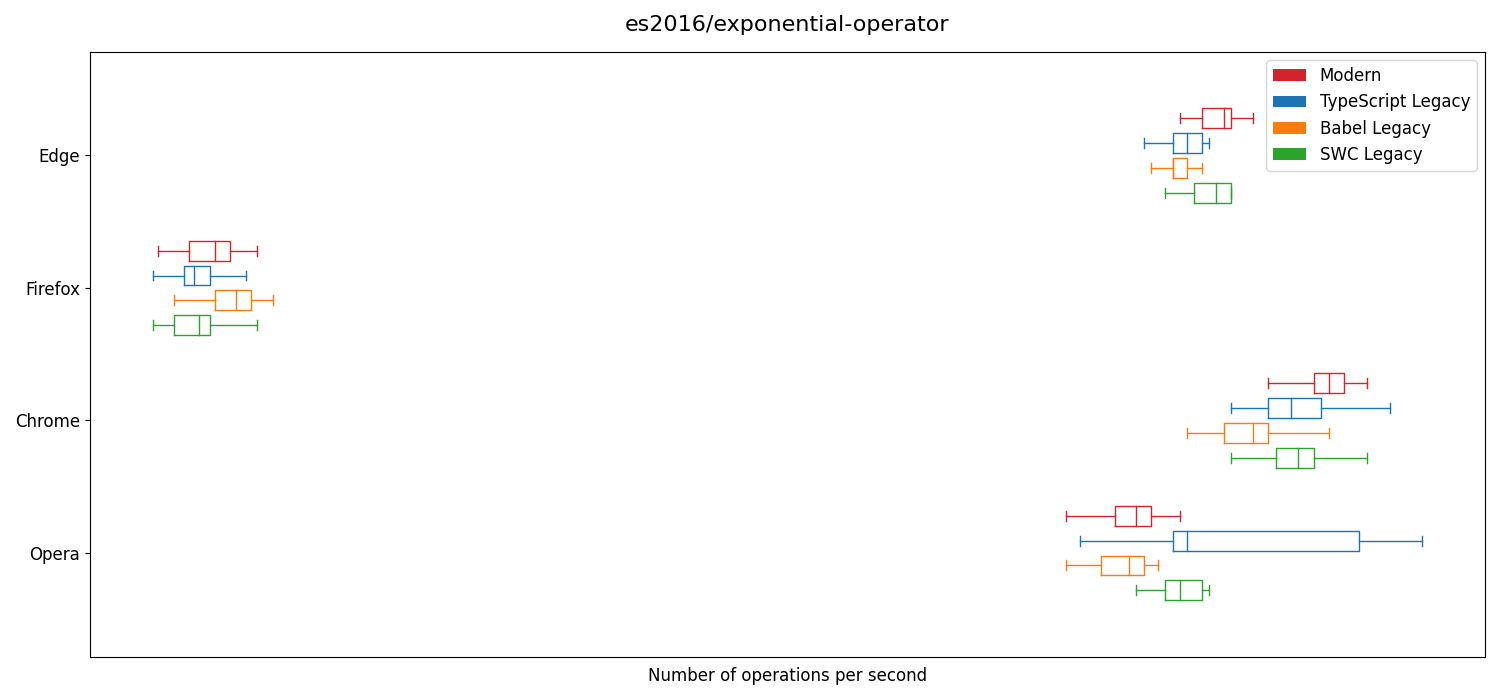 es2016/exponential-operator
Modern
TypeScript Legacy
Babel Legacy
SWC Legacy
Edge
Firefox
Chrome
Opera
Number of operations per second